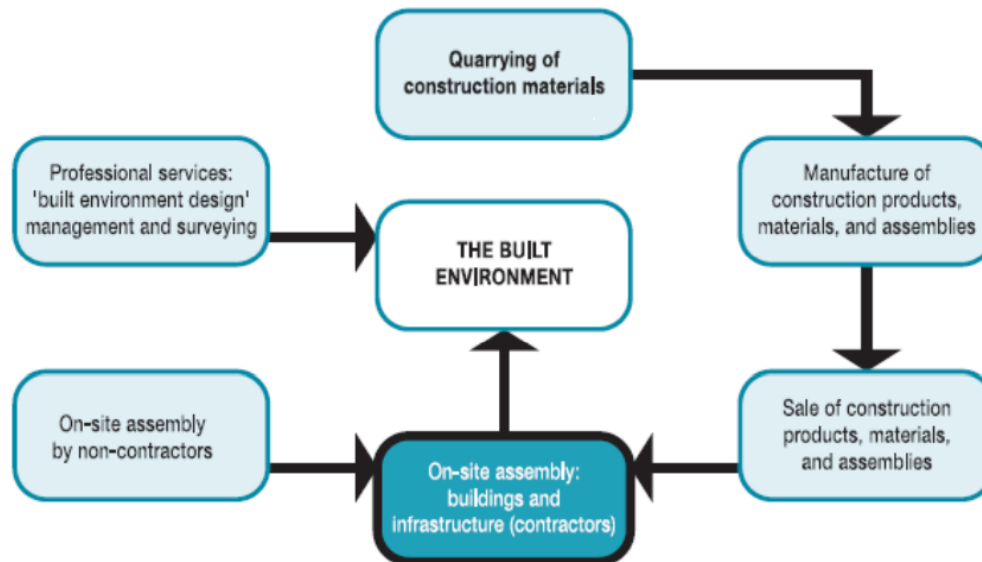 Quarrying of
construction materials
Professional services:
'built environment design'
management and surveying
Manufacture of
construction products,
materials, and assemblies
THE BUILT
ENVIRONMENT
On-site assembly
by non-contractors
Sale of construction
products, materials,
and assemblies
On-site assembly:
buildings and
infrastructure (contractors)